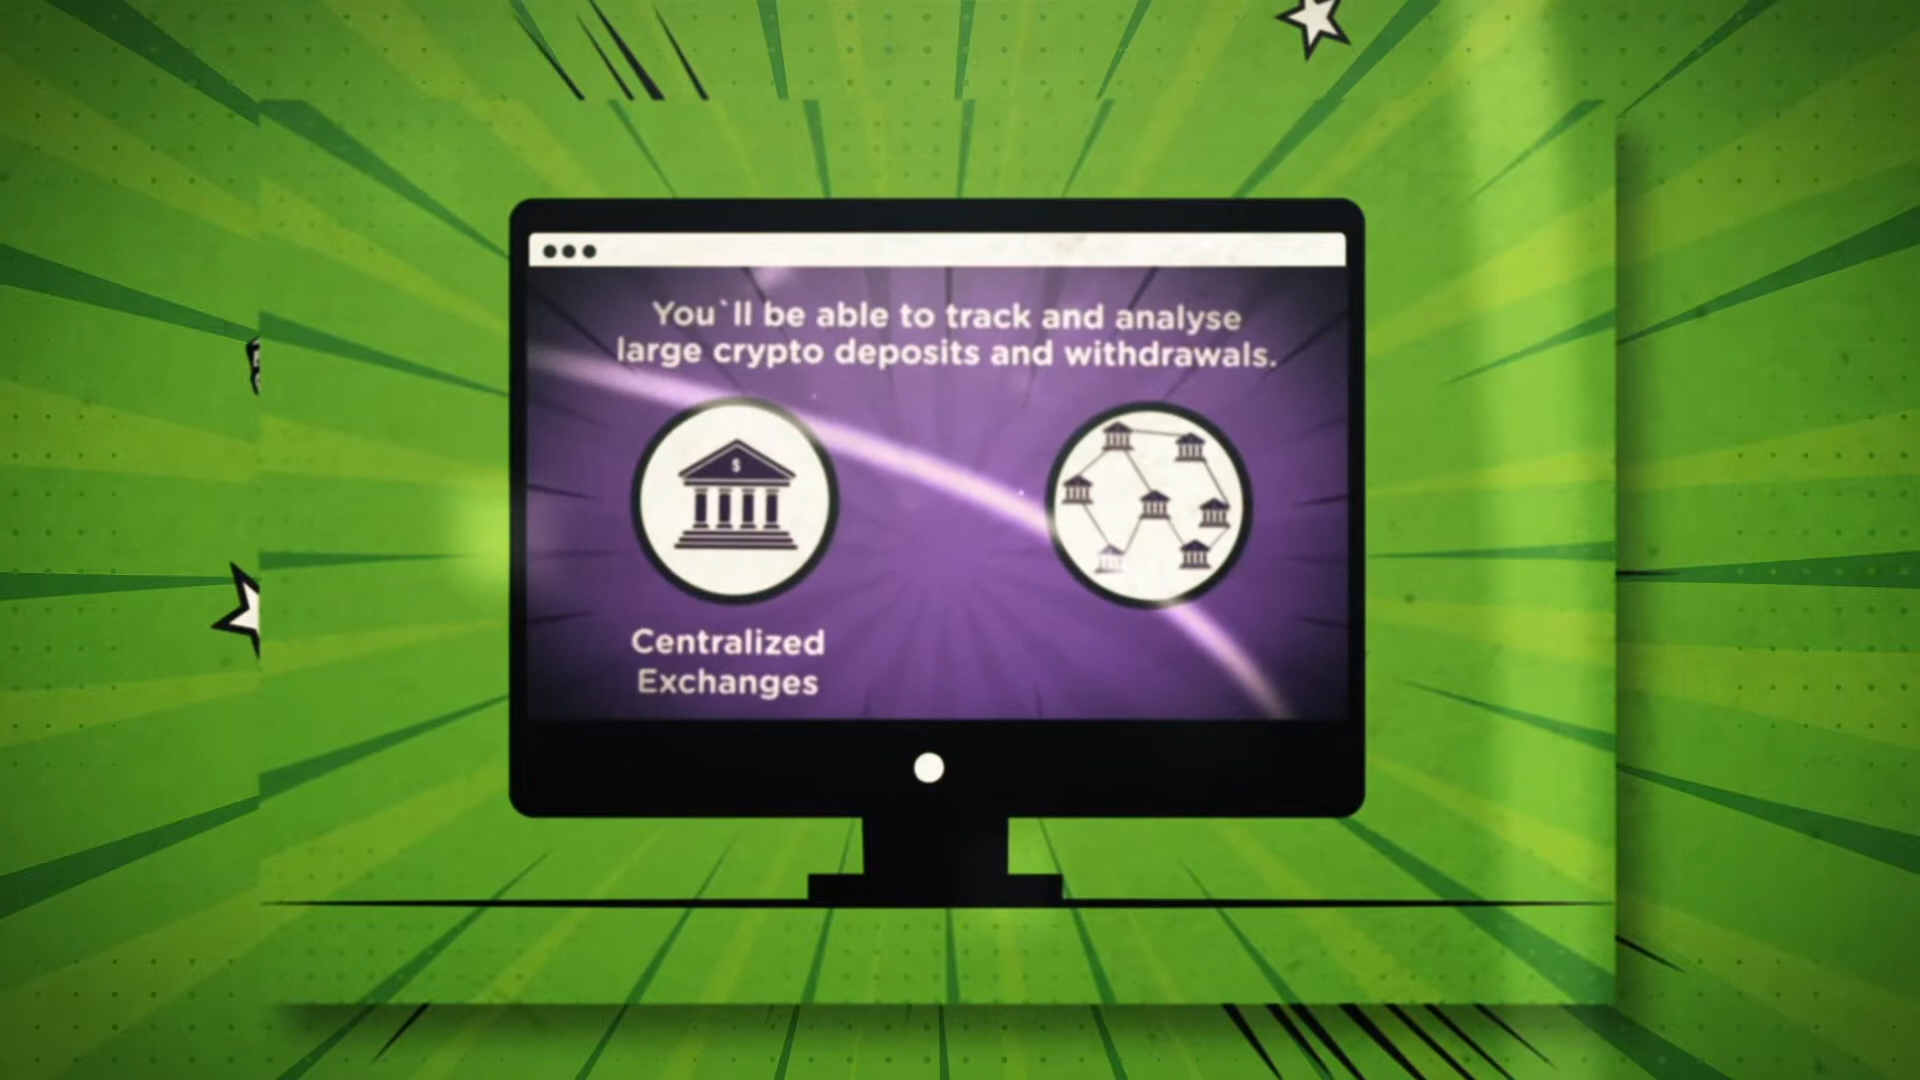 You`ll be able to track and analyse
large crypto deposits and withdrawals.
$
Centralized
Exchanges